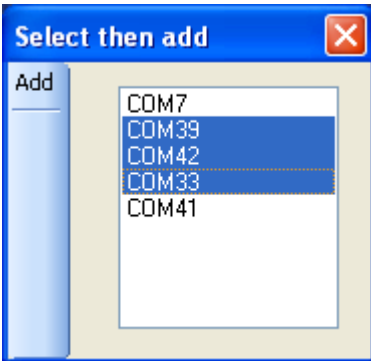 Select then add
Add
COM7
COM39
COM42
COM33
COM41